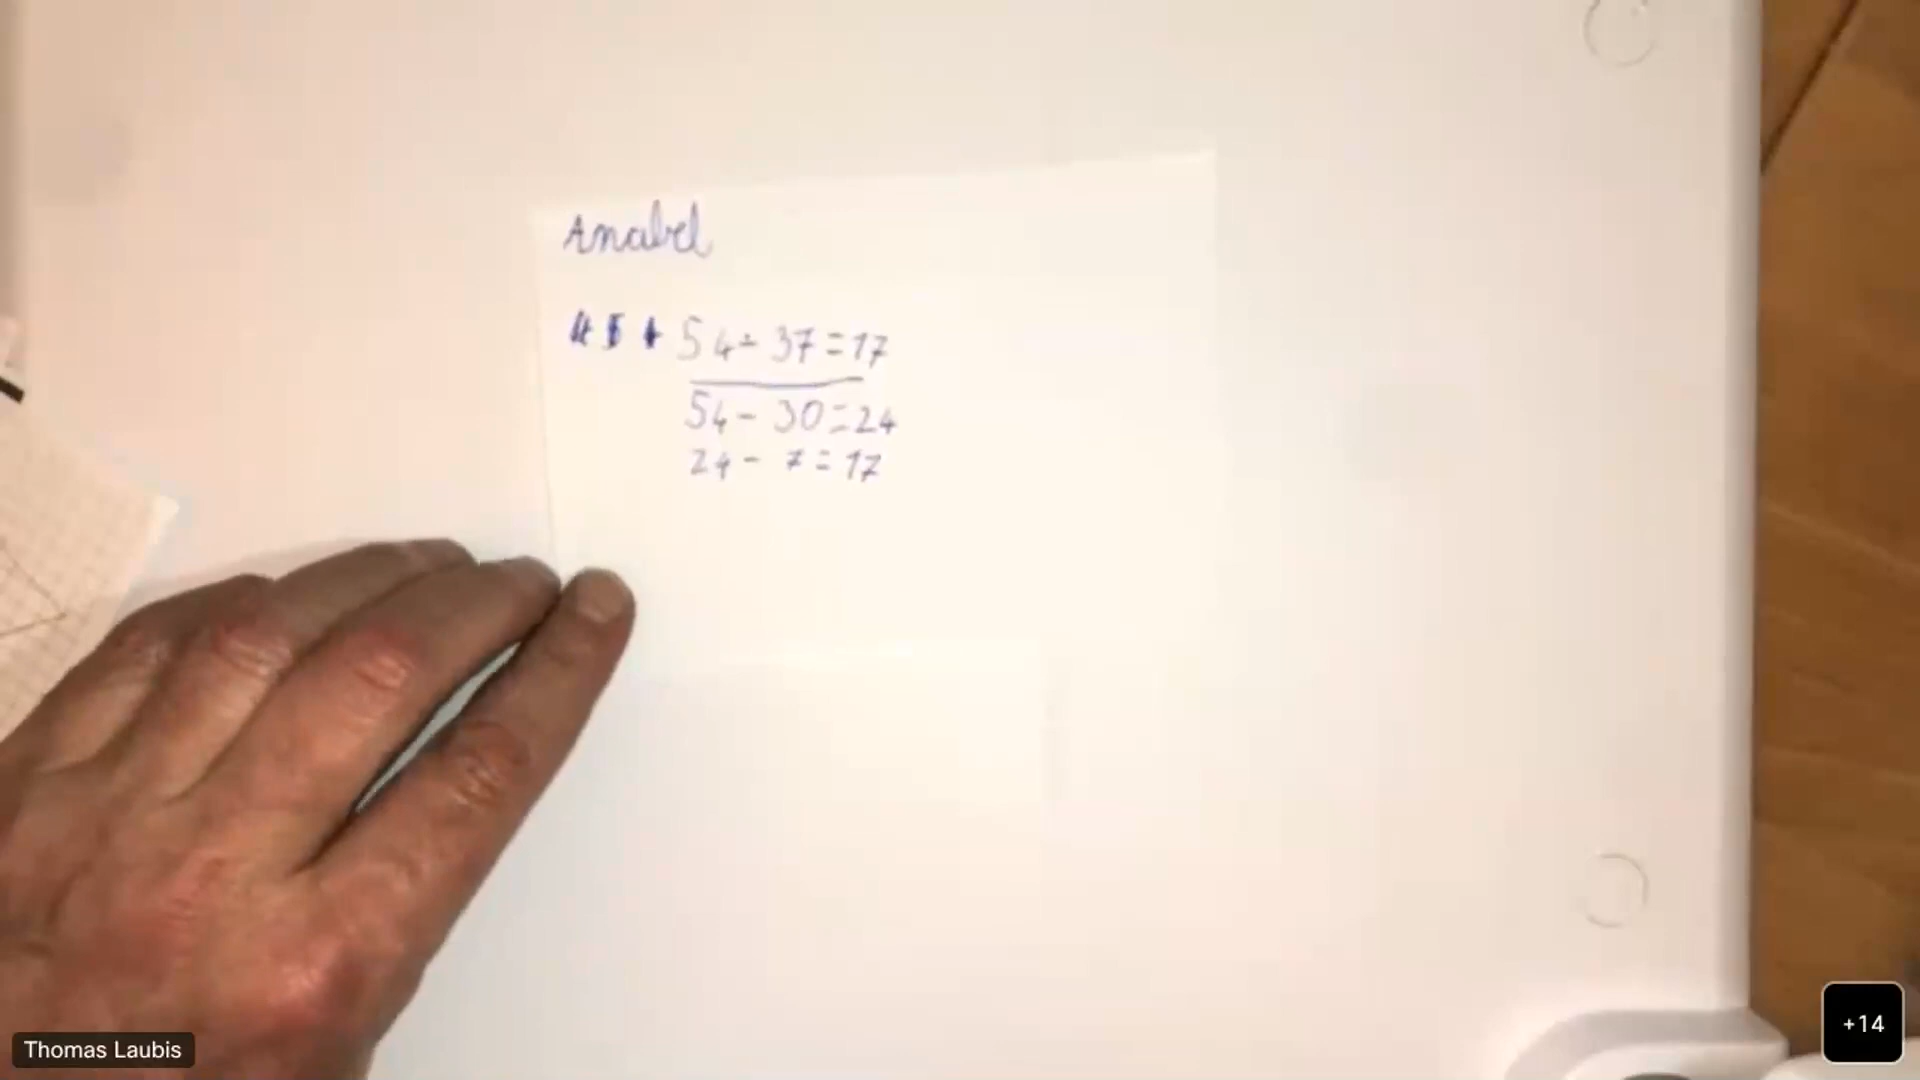 Anabel
54 - 37 = 17
54 - 30 = 24
24 - 7 = 17
Thomas Laubis
+14